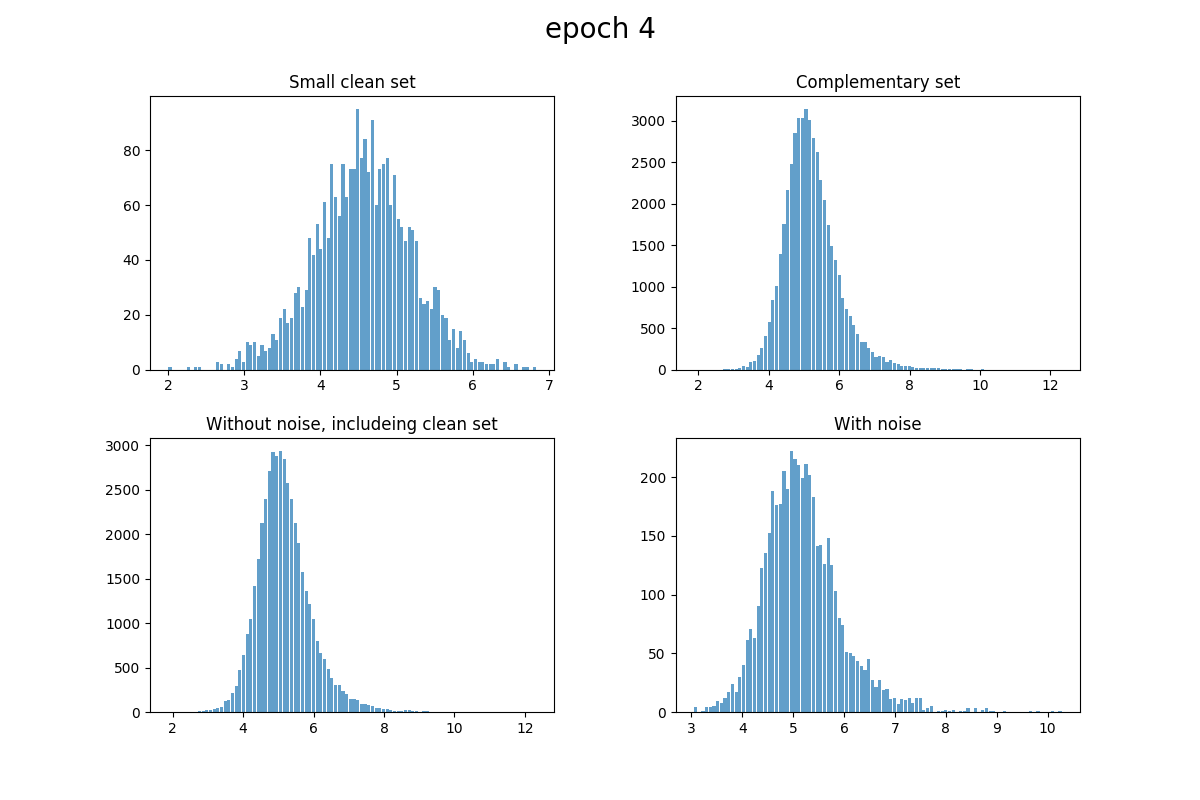 epoch 4
Small clean set
80
60
40
20
0
2 3 4 5 6 7
Complementary set
3000
2500
2000
1500
1000
500
0
2 4 6 8 10 12
Without noise, includeing clean set
3000
2500
2000
1500
1000
500
0
2 4 6 8 10 12
With noise
200
150
100
50
0
3 4 5 6 7 8 9 10